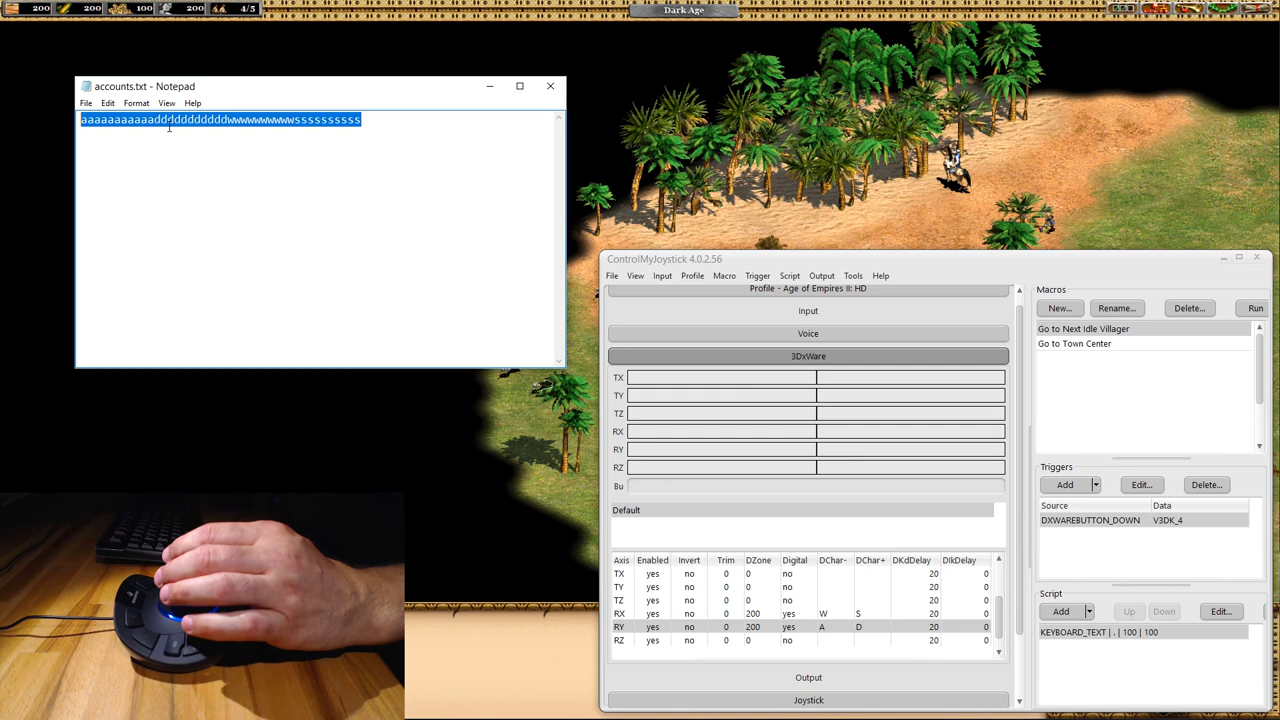 200
200
100
200
4/5
Dark Age
accounts.txt - Notepad
File Edit Format View Help
aaaaaaaaaaadddddddddddwwwwwwwwwwssssssssss
ControlMyJoystick 4.0.2.56
File View Input Profile Macro Trigger Script Output Tools Help
Profile - Age of Empires II: HD
Input
Voice
3DxWare
TX
TY
TZ
RX
RY
RZ
Bu
Default
Axis Enabled Invert Trim DZone Digital DChar- DChar+ DKdDelay DIkDelay
TX yes no 0 0 no 20 0
TY yes no 0 0 no 20 0
TZ yes no 0 0 no 20 0
RX yes no 0 200 yes W S 20 0
RY yes no 0 200 yes A D 20 0
RZ yes no 0 0 no 20 0
Output
Joystick
Macros
New... Rename... Delete... Run
Go to Next Idle Villager
Go to Town Center
Triggers
Add Edit... Delete...
Source Data
DXWAREBUTTON_DOWN V3DK_4
Script
Add Up Down Edit...
KEYBOARD_TEXT | . | 100 | 100